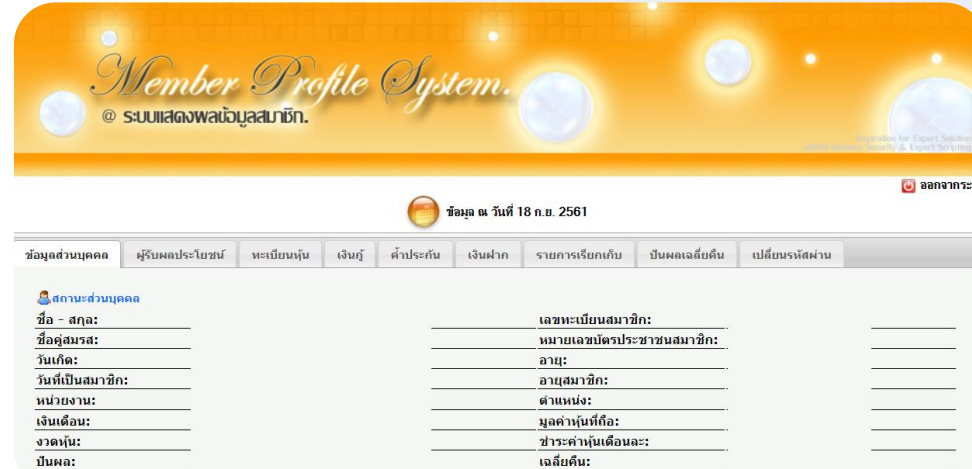 Member Profile System.
@ ระบบแสดงผลข้อมูลสมาชิก.
ออกจากระ
ข้อมูล ณ วันที่ 18 ก.ย. 2561
ข้อมูลส่วนบุคคล ผู้รับผลประโยชน์ ทะเบียนหุ้น เงินกู้ ค้ำประกัน เงินฝาก รายการเรียกเก็บ ปันผลเฉลี่ยคืน เปลี่ยนรหัสผ่าน
สถานะส่วนบุคคล
ชื่อ - สกุล: เลขทะเบียนสมาชิก:
ชื่อคู่สมรส: หมายเลขบัตรประชาชนสมาชิก:
วันเกิด: อายุ:
วันที่เป็นสมาชิก: อายุสมาชิก:
หน่วยงาน: ตำแหน่ง:
เงินเดือน: มูลค่าหุ้นที่ถือ:
งวดหุ้น: ชำระค่าหุ้นเดือนละ:
ปันผล: เฉลี่ยคืน: